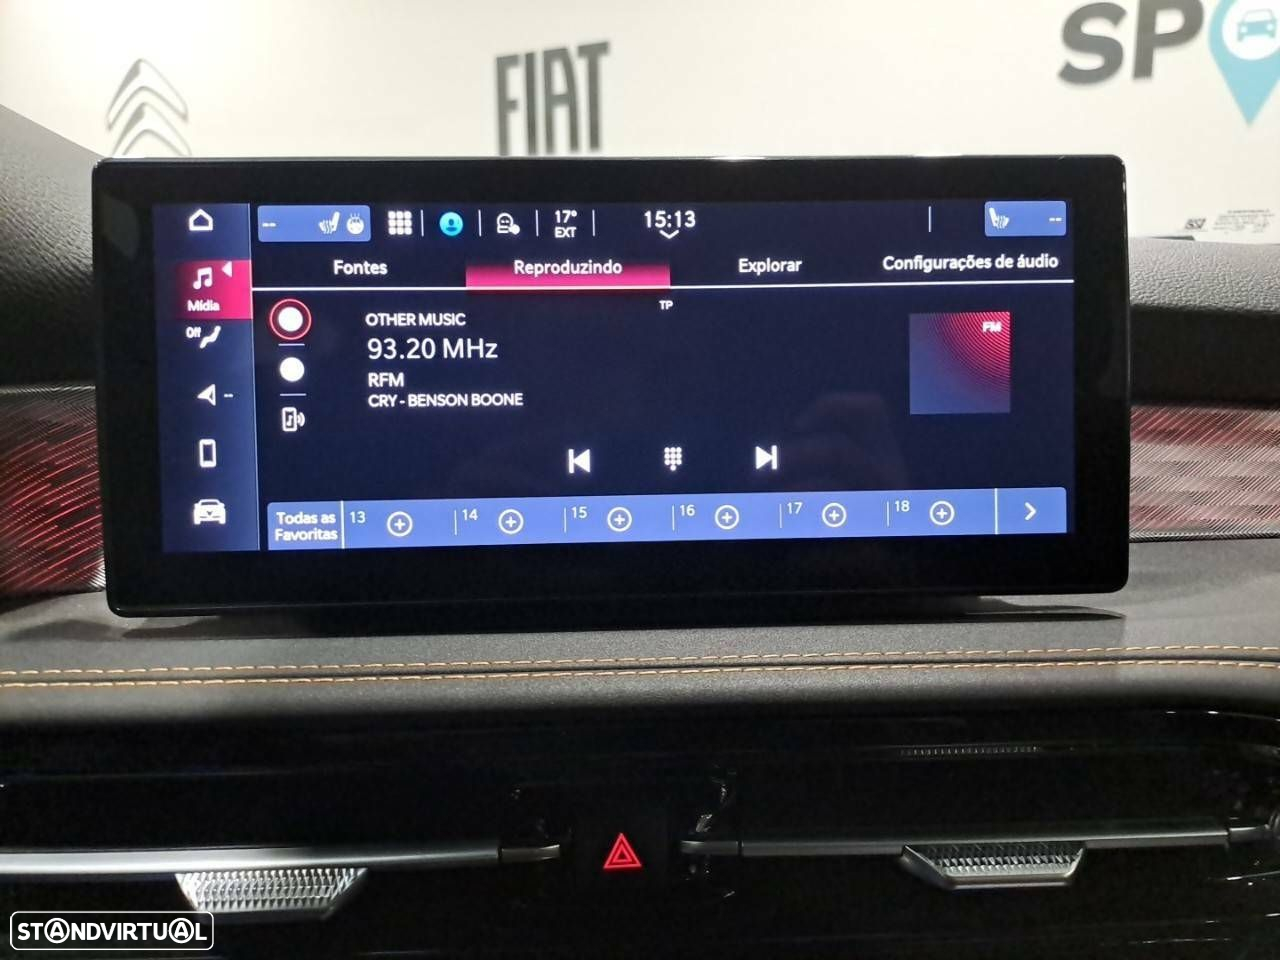 FIAT
SP
17°
EXT
15:13
--
--
Fontes
Reproduzindo
Explorar
Configurações de áudio
Mídia
Off
--
TP
OTHER MUSIC
93.20 MHz
RFM
CRY - BENSON BOONE
FM
Todas as
Favoritas
13
14
15
16
17
18
STANDVIRTUAL